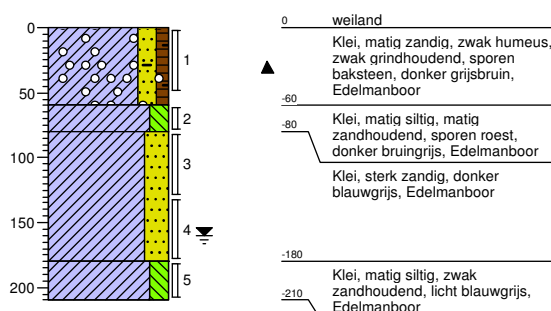 0
50
100
150
200
1
2
3
4
5
0 weiland
Klei, matig zandig, zwak humeus,
zwak grindhoudend, sporen
baksteen, donker grijsbruin,
Edelmanboor
-60
Klei, matig siltig, matig
zandhoudend, sporen roest,
donker bruingrijs, Edelmanboor
-80
Klei, sterk zandig, donker
blauwgrijs, Edelmanboor
-180
Klei, matig siltig, zwak
zandhoudend, licht blauwgrijs,
Edelmanboor
-210